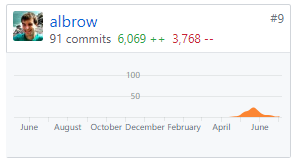 albrow #9
91 commits 6,069 ++ 3,768 --
100
50
June August October December February April June